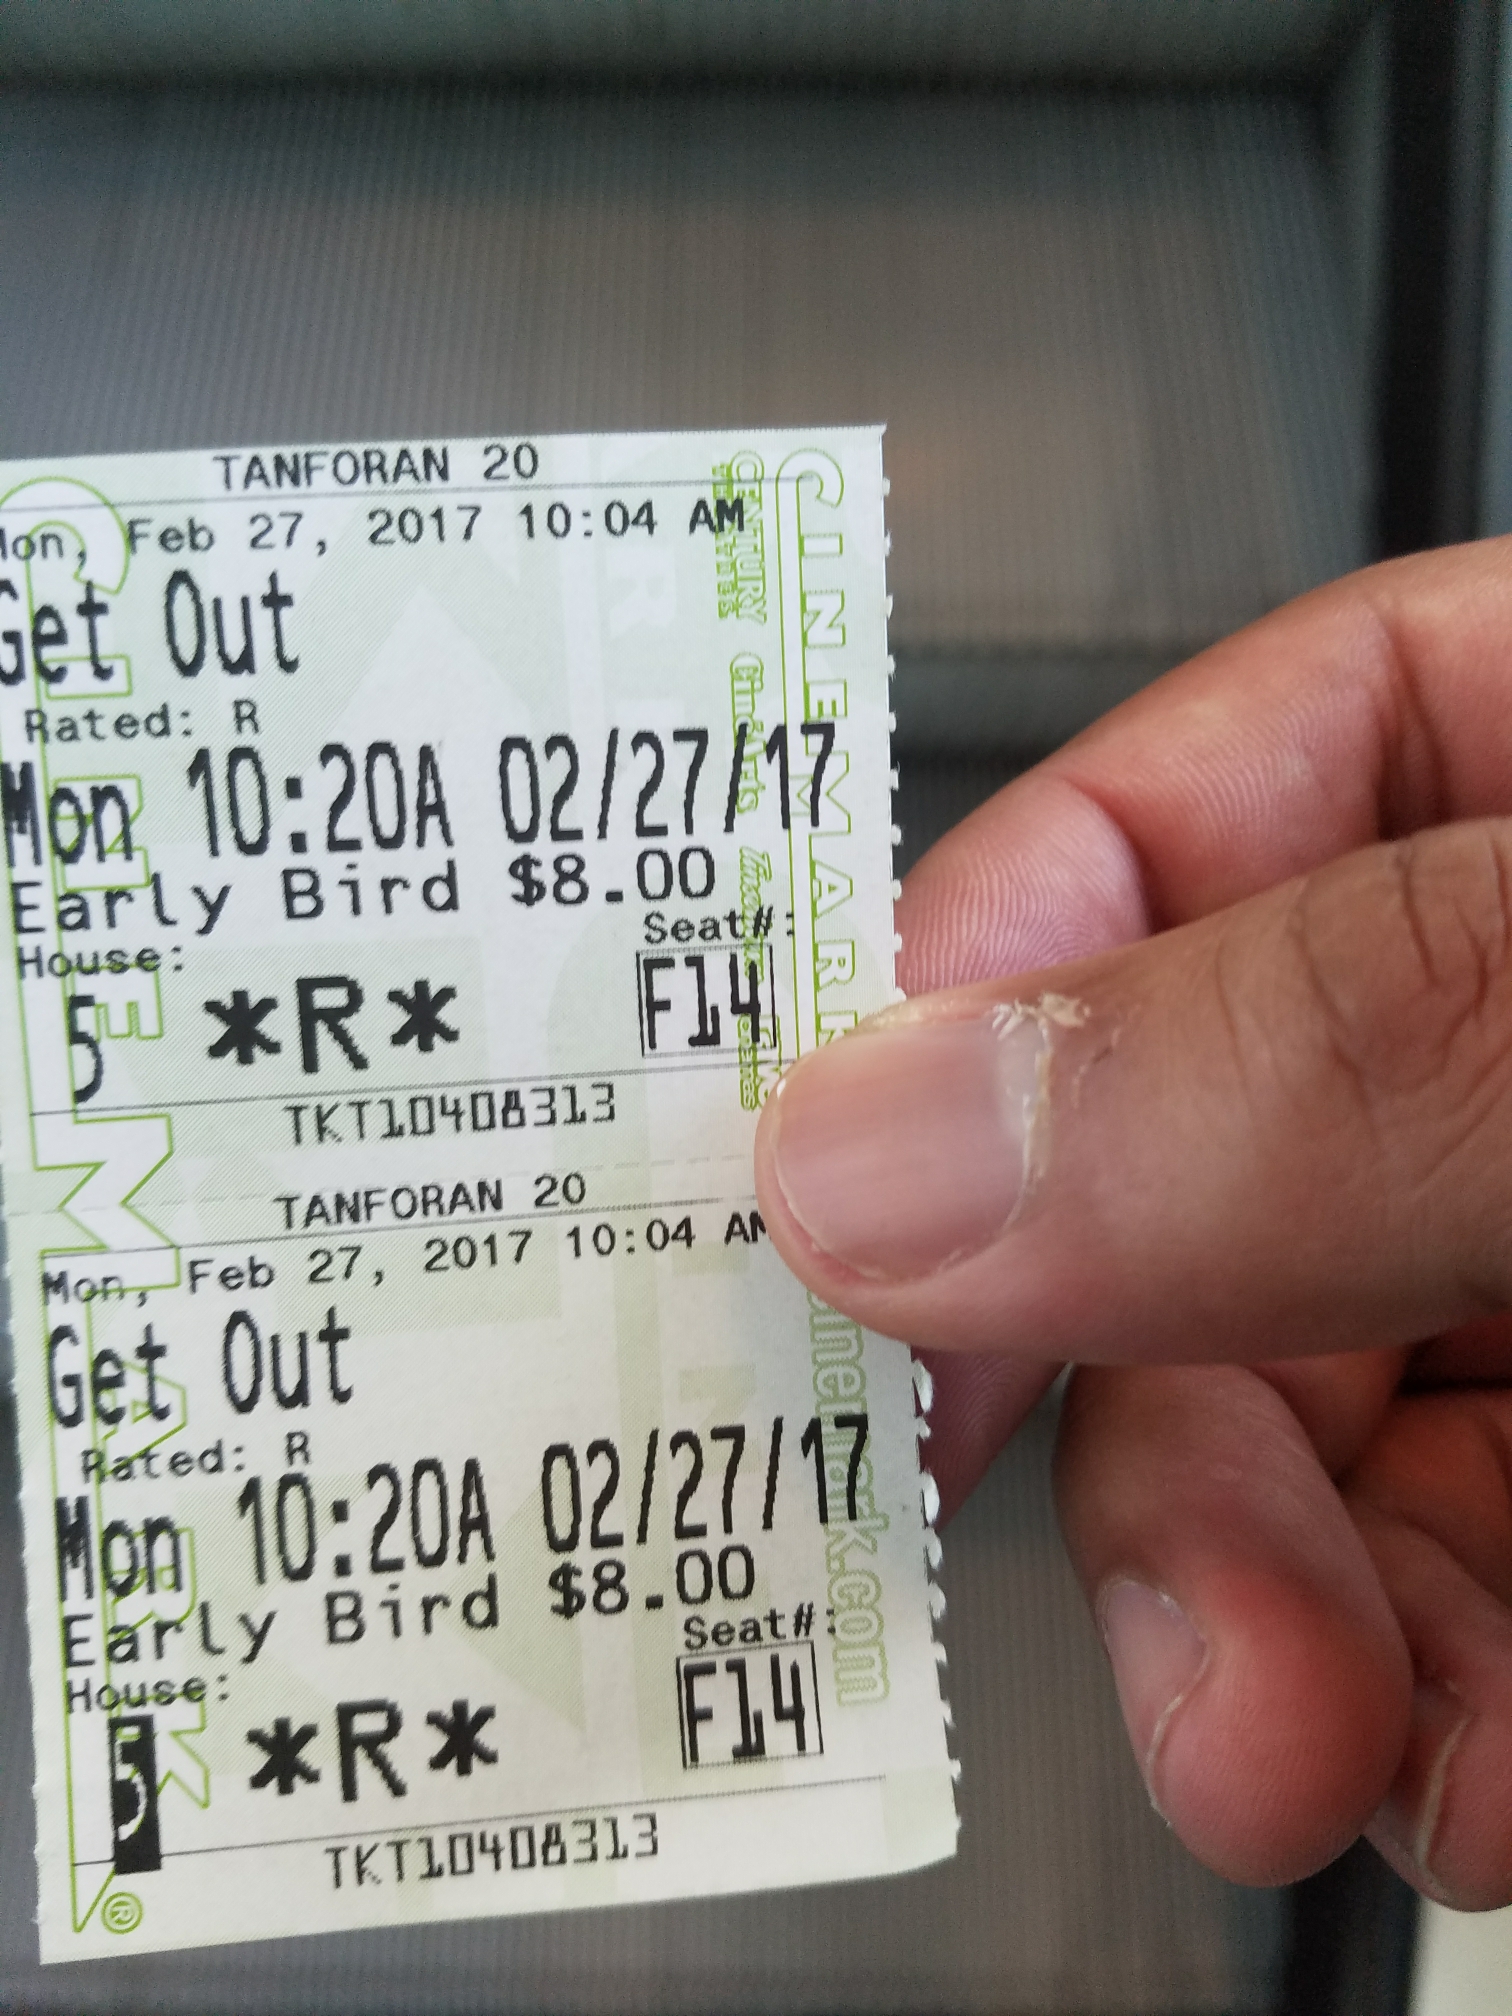 TANFORAN 20
Mon, Feb 27, 2017 10:04 AM
Get Out
Rated: R
Mon 10:20A 02/27/17
Early Bird $8.00
Seat#:
House:
5 *R* F14
TKT10408313
TANFORAN 20
Mon, Feb 27, 2017 10:04 AM
Get Out
Rated: R
Mon 10:20A 02/27/17
Early Bird $8.00
Seat#:
House:
5 *R* F14
TKT10408313
CINEMARK
CINEMARK
CENTURY
CinéArts
cinemark.com
®